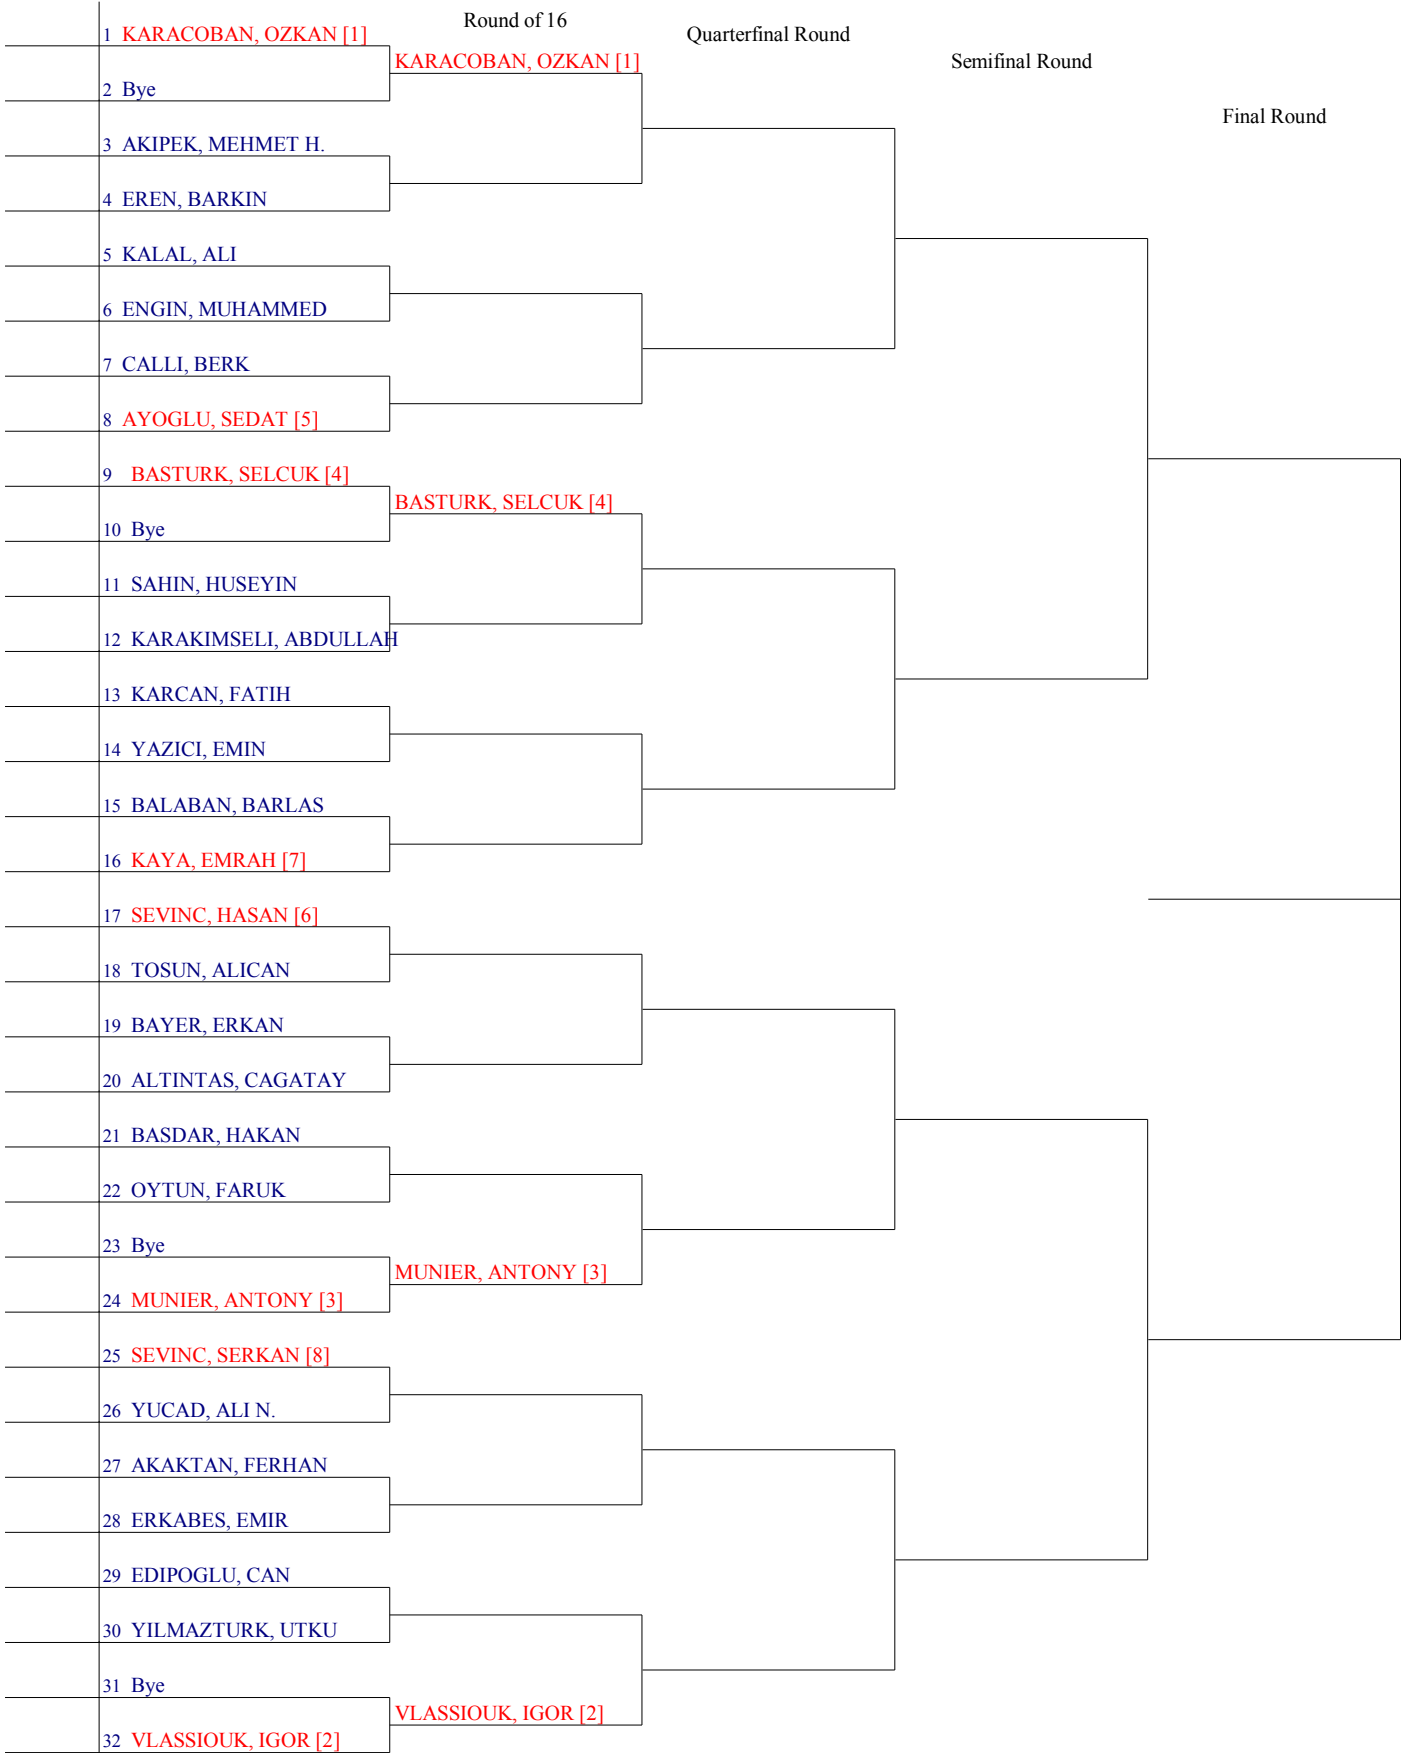 Round of 16
Quarterfinal Round
Semifinal Round
Final Round
1 KARACOBAN, OZKAN [1]
KARACOBAN, OZKAN [1]
2 Bye
3 AKIPEK, MEHMET H.
4 EREN, BARKIN
5 KALAL, ALI
6 ENGIN, MUHAMMED
7 CALLI, BERK
8 AYOGLU, SEDAT [5]
9 BASTURK, SELCUK [4]
BASTURK, SELCUK [4]
10 Bye
11 SAHIN, HUSEYIN
12 KARAKIMSELI, ABDULLAH
13 KARCAN, FATIH
14 YAZICI, EMIN
15 BALABAN, BARLAS
16 KAYA, EMRAH [7]
17 SEVINC, HASAN [6]
18 TOSUN, ALICAN
19 BAYER, ERKAN
20 ALTINTAS, CAGATAY
21 BASDAR, HAKAN
22 OYTUN, FARUK
23 Bye
MUNIER, ANTONY [3]
24 MUNIER, ANTONY [3]
25 SEVINC, SERKAN [8]
26 YUCAD, ALI N.
27 AKAKTAN, FERHAN
28 ERKABES, EMIR
29 EDIPOGLU, CAN
30 YILMAZTURK, UTKU
31 Bye
VLASSIOUK, IGOR [2]
32 VLASSIOUK, IGOR [2]